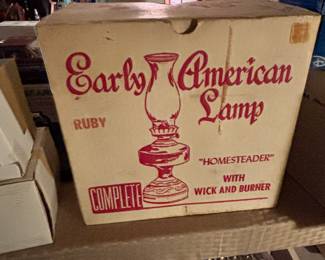 Early American
Lamp
RUBY
"HOMESTEADER"
WITH
WICK AND BURNER
COMPLETE